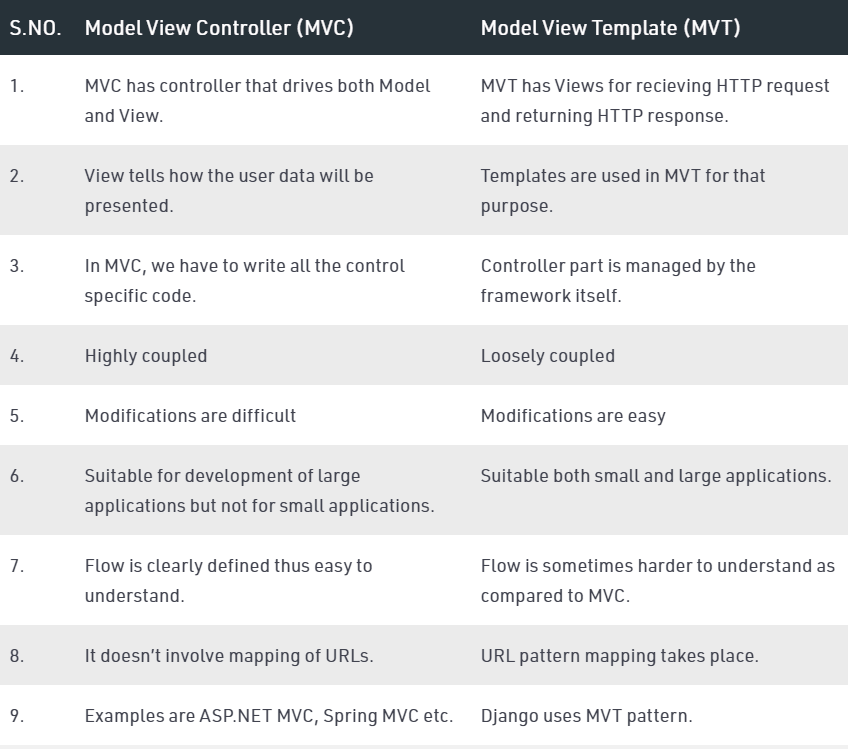 S.NO. Model View Controller (MVC) Model View Template (MVT)
1. MVC has controller that drives both Model MVT has Views for recieving HTTP request
and View. and returning HTTP response.
2. View tells how the user data will be Templates are used in MVT for that
presented. purpose.
3. In MVC, we have to write all the control Controller part is managed by the
specific code. framework itself.
4. Highly coupled Loosely coupled
5. Modifications are difficult Modifications are easy
6. Suitable for development of large Suitable both small and large applications.
applications but not for small applications.
7. Flow is clearly defined thus easy to Flow is sometimes harder to understand as
understand. compared to MVC.
8. It doesn’t involve mapping of URLs. URL pattern mapping takes place.
9. Examples are ASP.NET MVC, Spring MVC etc. Django uses MVT pattern.